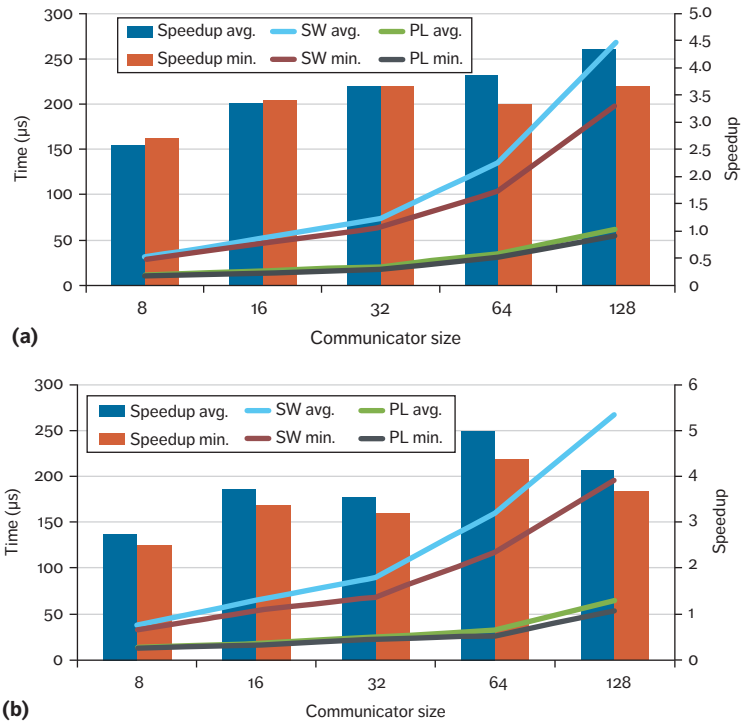 300
250
200
150
100
50
0
Time (µs)
Speedup avg. SW avg. PL avg.
Speedup min. SW min. PL min.
5.0
4.5
4.0
3.5
3.0
2.5
2.0
1.5
1.0
0.5
0
Speedup
8 16 32 64 128
Communicator size
(a)
300
250
200
150
100
50
0
Time (µs)
Speedup avg. SW avg. PL avg.
Speedup min. SW min. PL min.
6
5
4
3
2
1
0
Speedup
8 16 32 64 128
Communicator size
(b)